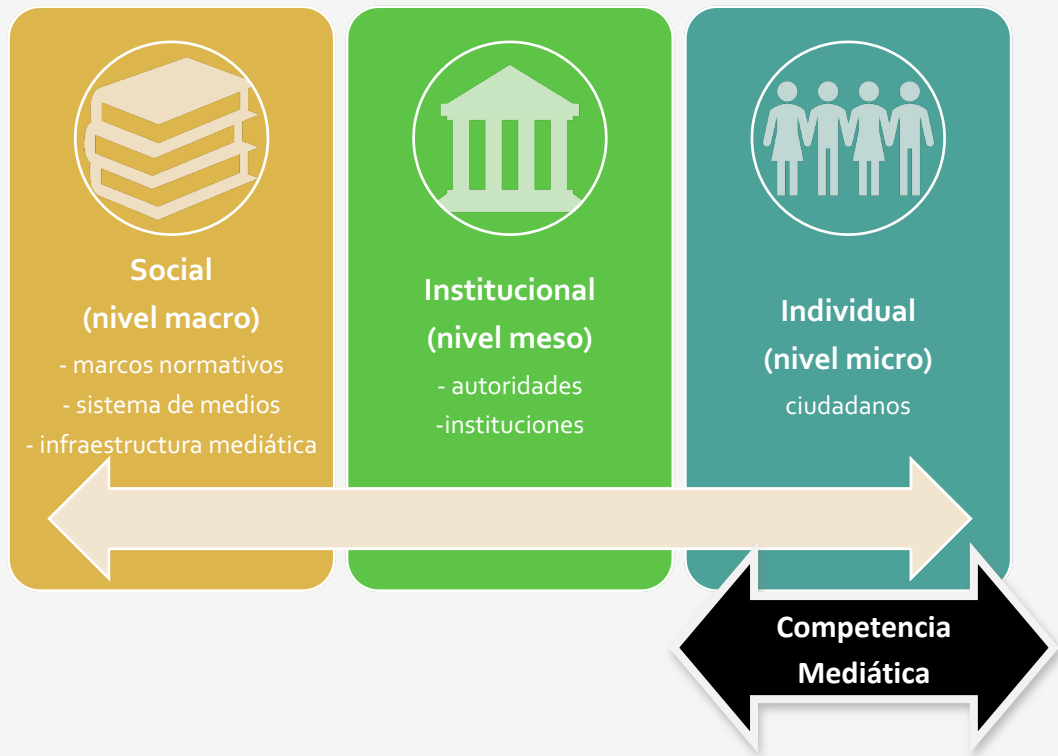 Social
(nivel macro)
- marcos normativos
- sistema de medios
- infraestructura mediática
Institucional
(nivel meso)
- autoridades
-instituciones
Individual
(nivel micro)
ciudadanos
Competencia
Mediática